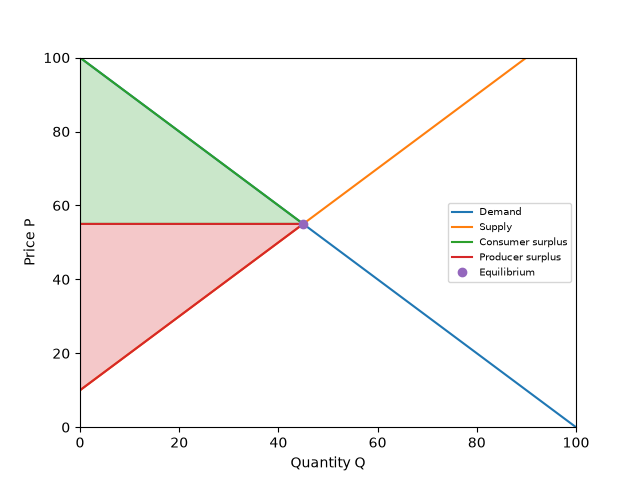 100
80
60
40
20
0
Price P
0 20 40 60 80 100
Quantity Q
Demand
Supply
Consumer surplus
Producer surplus
Equilibrium